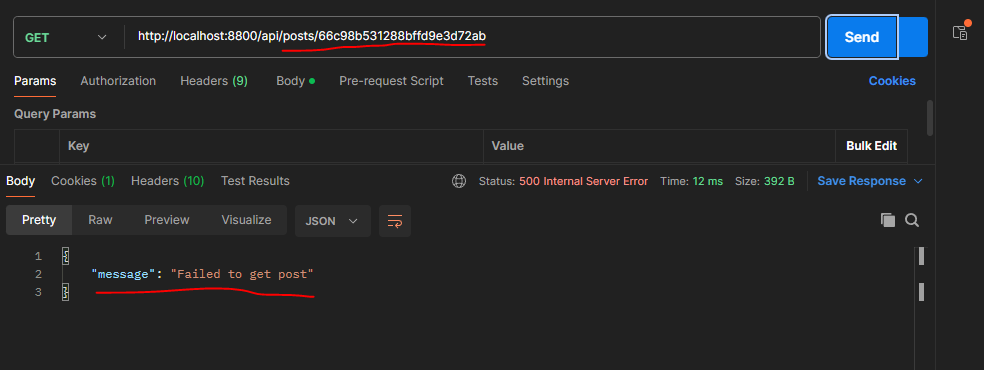 GET http://localhost:8800/api/posts/66c98b531288bffd9e3d72ab Send
Params Authorization Headers (9) Body Pre-request Script Tests Settings Cookies
Query Params
Key Value Bulk Edit
Body Cookies (1) Headers (10) Test Results Status: 500 Internal Server Error Time: 12 ms Size: 392 B Save Response
Pretty Raw Preview Visualize JSON
1 {
2 "message": "Failed to get post"
3 }